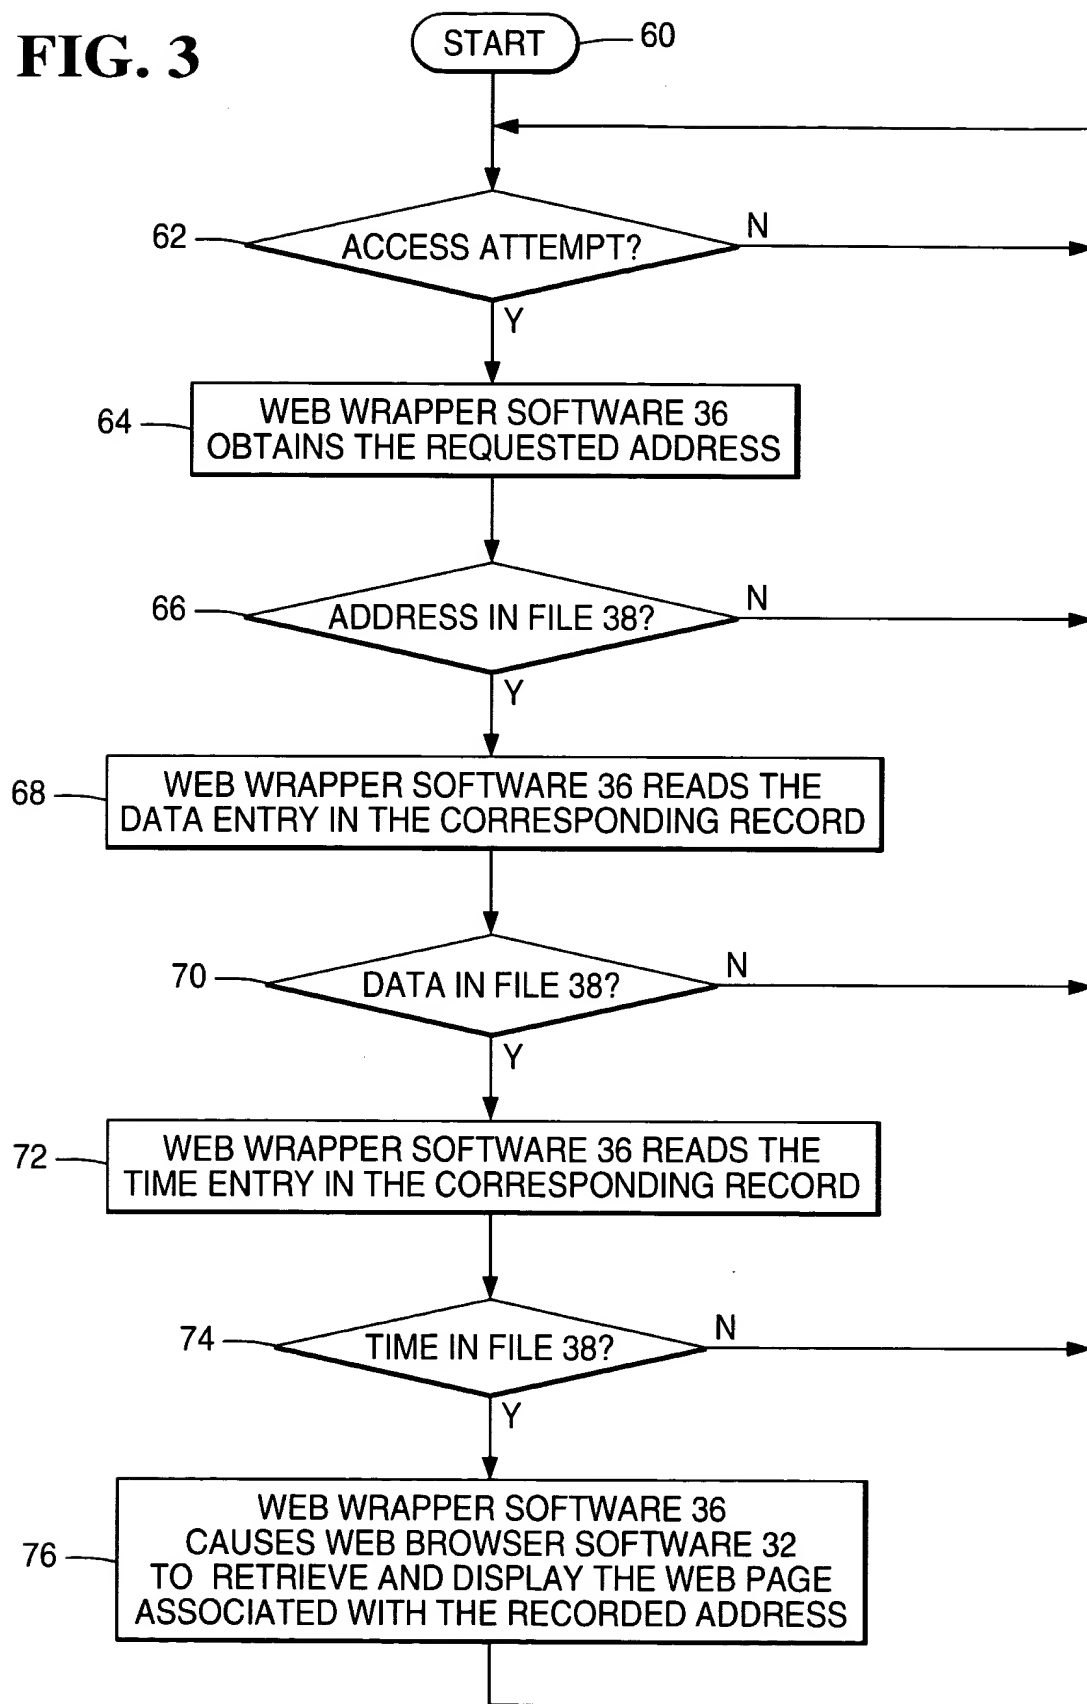 FIG. 3
START
60
62
ACCESS ATTEMPT?
N
Y
64
WEB WRAPPER SOFTWARE 36
OBTAINS THE REQUESTED ADDRESS
66
ADDRESS IN FILE 38?
N
Y
68
WEB WRAPPER SOFTWARE 36 READS THE
DATA ENTRY IN THE CORRESPONDING RECORD
70
DATA IN FILE 38?
N
Y
72
WEB WRAPPER SOFTWARE 36 READS THE
TIME ENTRY IN THE CORRESPONDING RECORD
74
TIME IN FILE 38?
N
Y
76
WEB WRAPPER SOFTWARE 36
CAUSES WEB BROWSER SOFTWARE 32
TO RETRIEVE AND DISPLAY THE WEB PAGE
ASSOCIATED WITH THE RECORDED ADDRESS